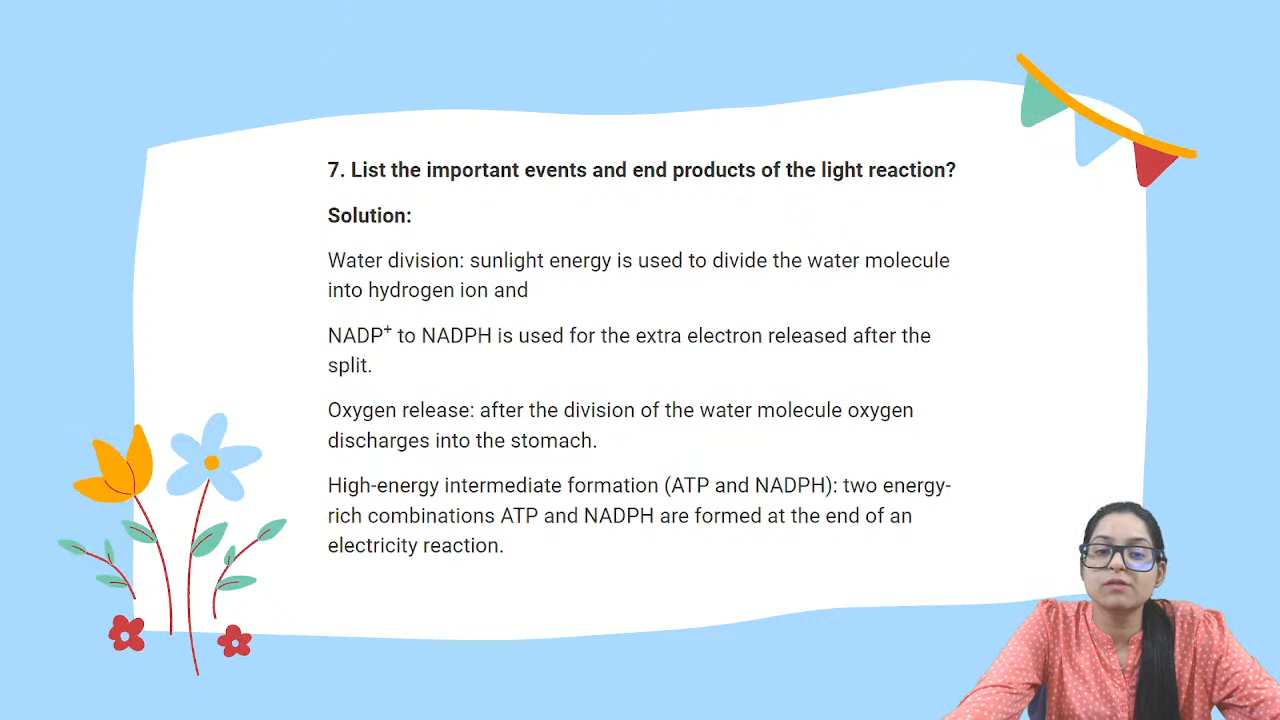 7. List the important events and end products of the light reaction?
Solution:
Water division: sunlight energy is used to divide the water molecule
into hydrogen ion and
NADP⁺ to NADPH is used for the extra electron released after the
split.
Oxygen release: after the division of the water molecule oxygen
discharges into the stomach.
High-energy intermediate formation (ATP and NADPH): two energy-
rich combinations ATP and NADPH are formed at the end of an
electricity reaction.